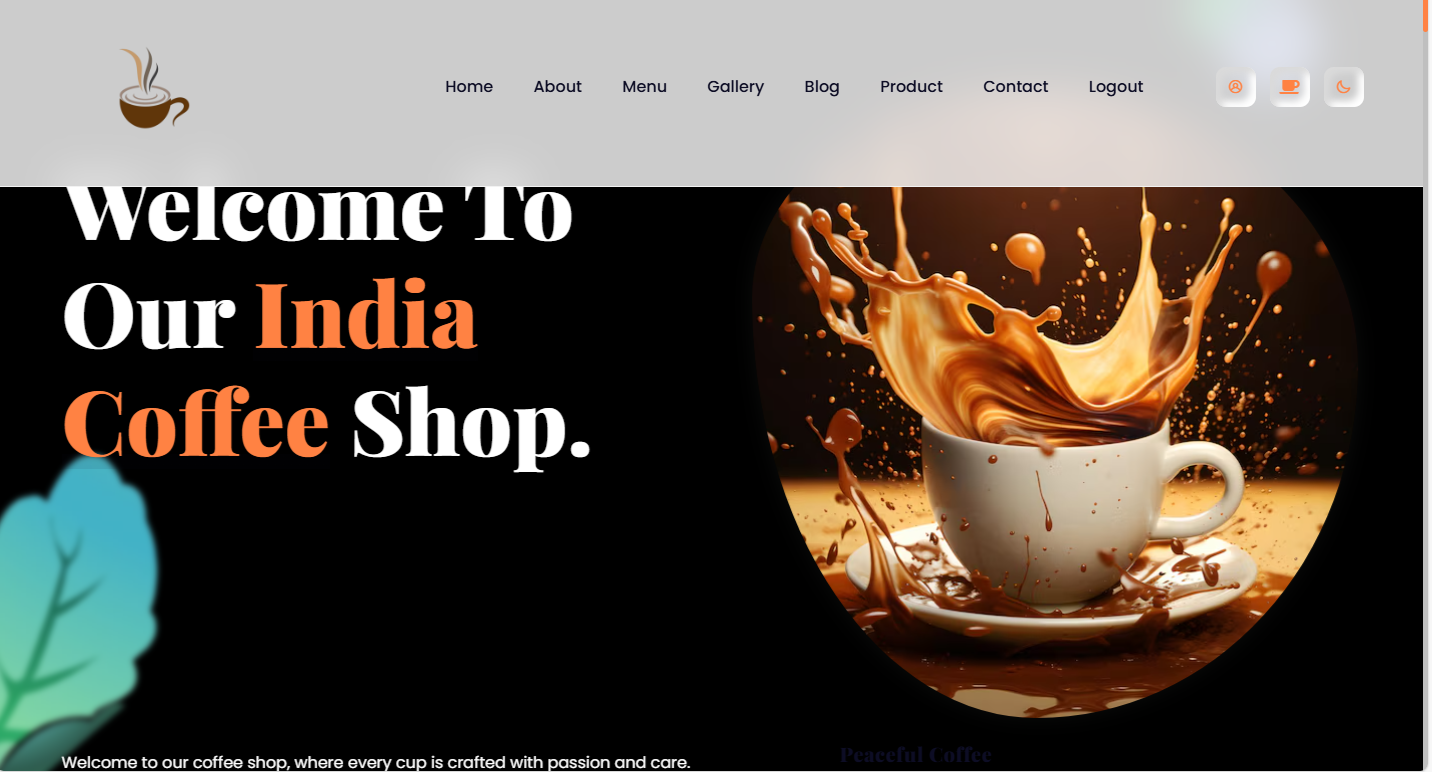 Home About Menu Gallery Blog Product Contact Logout
Welcome To
Our India
Coffee Shop.
Welcome to our coffee shop, where every cup is crafted with passion and care.
Peaceful Coffee